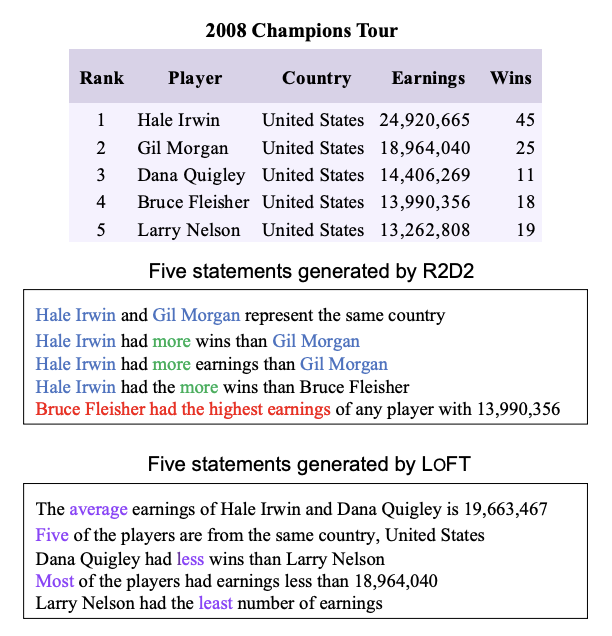 2008 Champions Tour
Rank Player Country Earnings Wins
1 Hale Irwin United States 24,920,665 45
2 Gil Morgan United States 18,964,040 25
3 Dana Quigley United States 14,406,269 11
4 Bruce Fleisher United States 13,990,356 18
5 Larry Nelson United States 13,262,808 19
Five statements generated by R2D2
Hale Irwin and Gil Morgan represent the same country
Hale Irwin had more wins than Gil Morgan
Hale Irwin had more earnings than Gil Morgan
Hale Irwin had the more wins than Bruce Fleisher
Bruce Fleisher had the highest earnings of any player with 13,990,356
Five statements generated by LOFT
The average earnings of Hale Irwin and Dana Quigley is 19,663,467
Five of the players are from the same country, United States
Dana Quigley had less wins than Larry Nelson
Most of the players had earnings less than 18,964,040
Larry Nelson had the least number of earnings